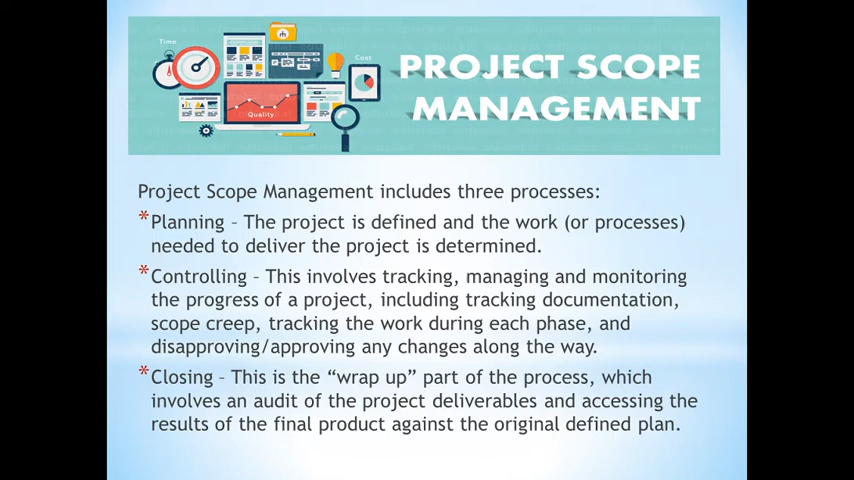 Time
Cost
Quality
PROJECT SCOPE
MANAGEMENT
Project Scope Management includes three processes:
*Planning – The project is defined and the work (or processes)
needed to deliver the project is determined.
*Controlling – This involves tracking, managing and monitoring
the progress of a project, including tracking documentation,
scope creep, tracking the work during each phase, and
disapproving/approving any changes along the way.
*Closing – This is the “wrap up” part of the process, which
involves an audit of the project deliverables and accessing the
results of the final product against the original defined plan.